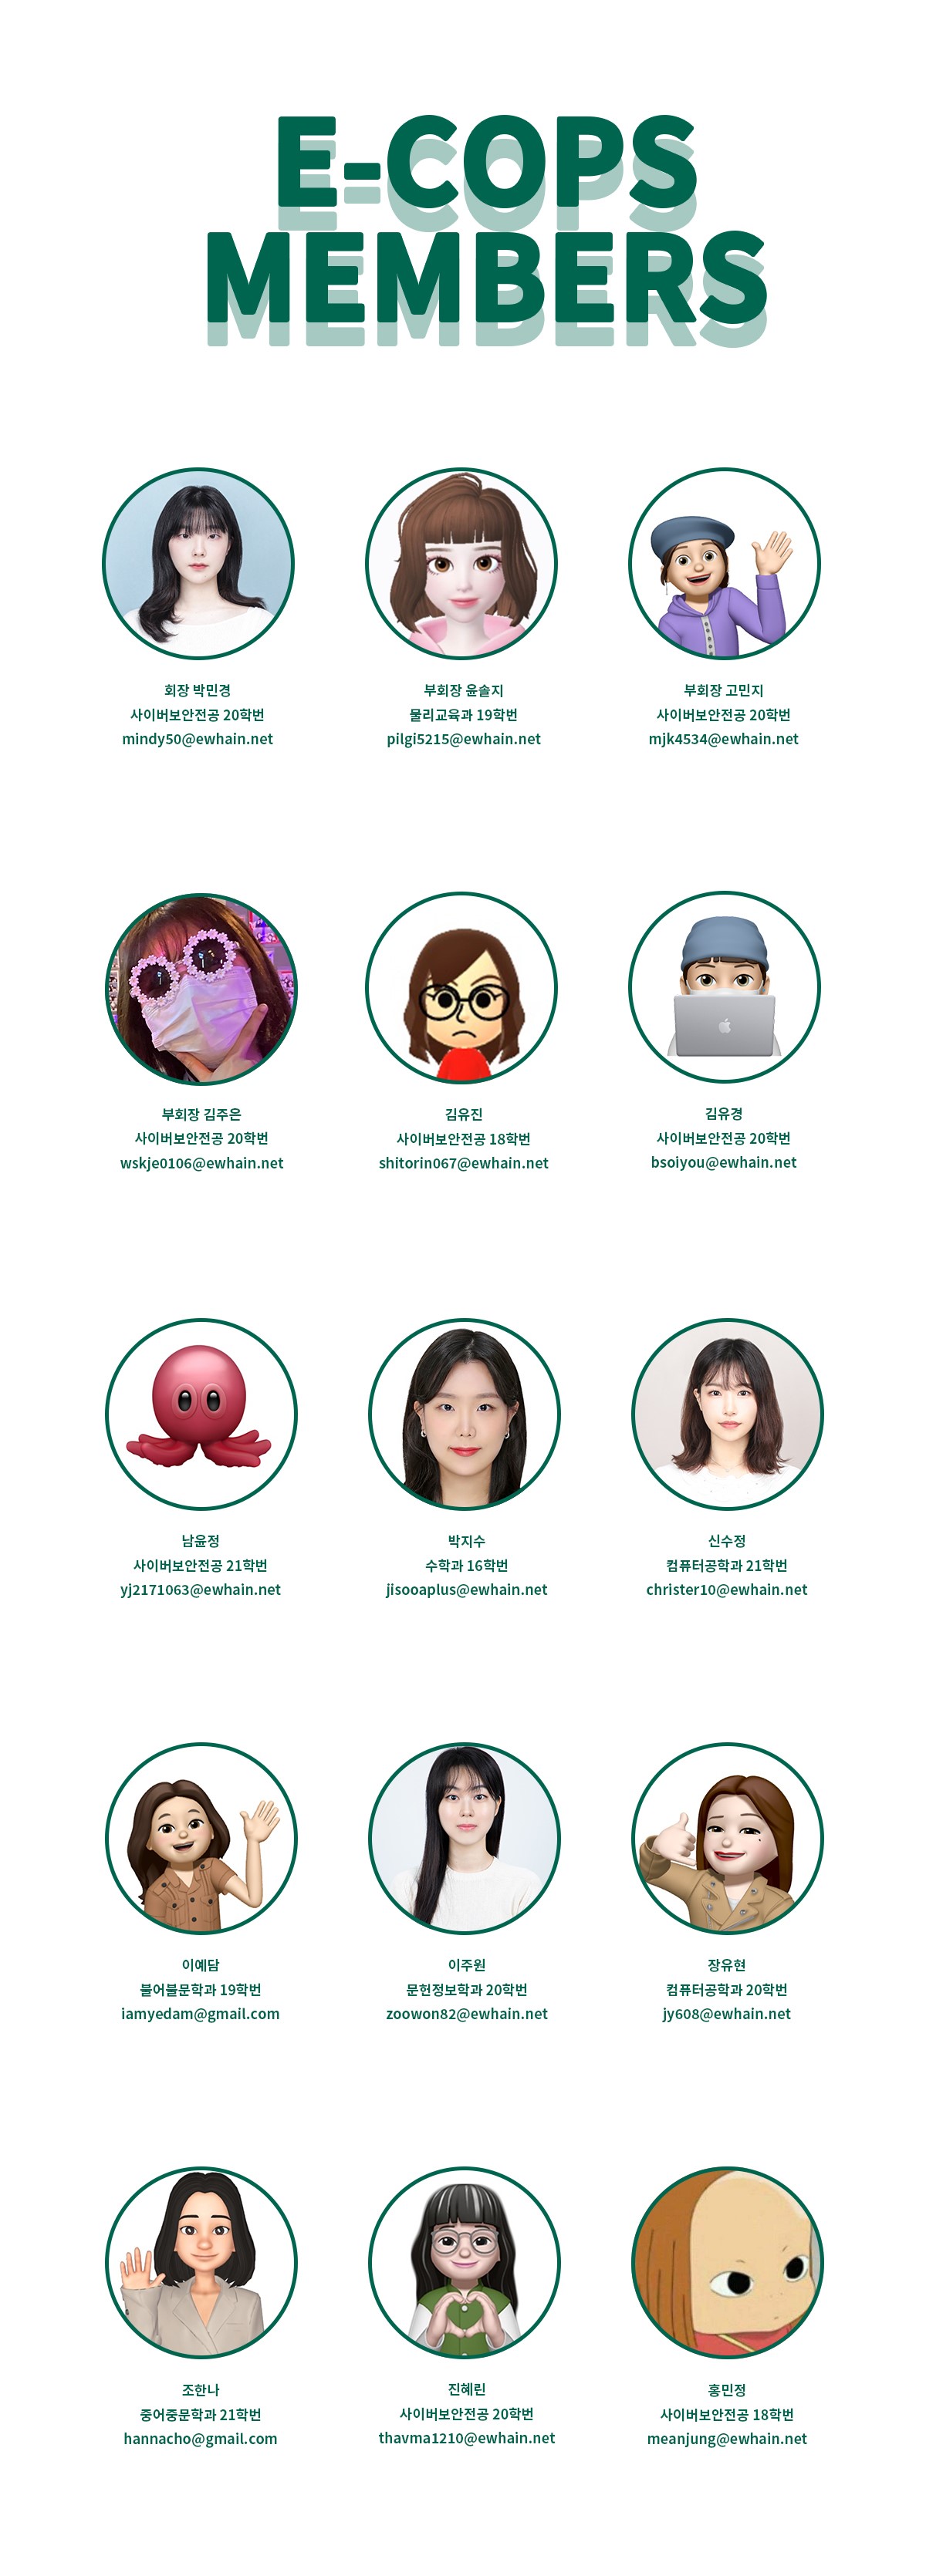 E-COPS
MEMBERS
회장 박민경
사이버보안전공 20학번
mindy50@ewhain.net
부회장 윤솔지
물리교육과 19학번
pilgi5215@ewhain.net
부회장 고민지
사이버보안전공 20학번
mjk4534@ewhain.net
부회장 김주은
사이버보안전공 20학번
wskje0106@ewhain.net
김유진
사이버보안전공 18학번
shitorin067@ewhain.net
김유경
사이버보안전공 20학번
bsoiyou@ewhain.net
남윤정
사이버보안전공 21학번
yj2171063@ewhain.net
박지수
수학과 16학번
jisooaplus@ewhain.net
신수정
컴퓨터공학과 21학번
christer10@ewhain.net
이예담
불어불문학과 19학번
iamyedam@gmail.com
이주원
문헌정보학과 20학번
zoowon82@ewhain.net
장유현
컴퓨터공학과 20학번
jy608@ewhain.net
조한나
중어중문학과 21학번
hannacho@gmail.com
진혜린
사이버보안전공 20학번
thavma1210@ewhain.net
홍민정
사이버보안전공 18학번
meanjung@ewhain.net